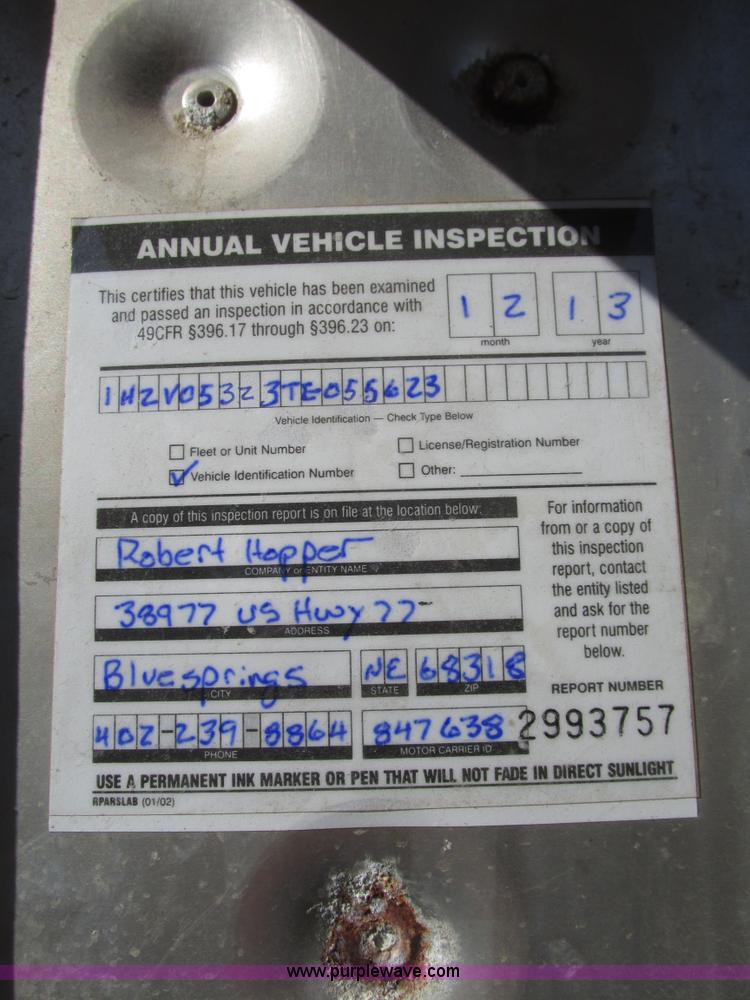 ANNUAL VEHICLE INSPECTION
This certifies that this vehicle has been examined
and passed an inspection in accordance with
49CFR §396.17 through §396.23 on:
1 2 1 3
month year
1H2V05323TE055623
Vehicle Identification — Check Type Below
Fleet or Unit Number
License/Registration Number
Vehicle Identification Number
Other:
A copy of this inspection report is on file at the location below.
Robert Hopper
COMPANY or ENTITY NAME
38977 US Hwy 77
ADDRESS
Bluesprings NE 68318
CITY STATE ZIP
402-239-8864 847638
PHONE MOTOR CARRIER ID
For information
from or a copy of
this inspection
report, contact
the entity listed
and ask for the
report number
below.
REPORT NUMBER
2993757
USE A PERMANENT INK MARKER OR PEN THAT WILL NOT FADE IN DIRECT SUNLIGHT
RPARSLAB (01/02)
www.purplewave.com